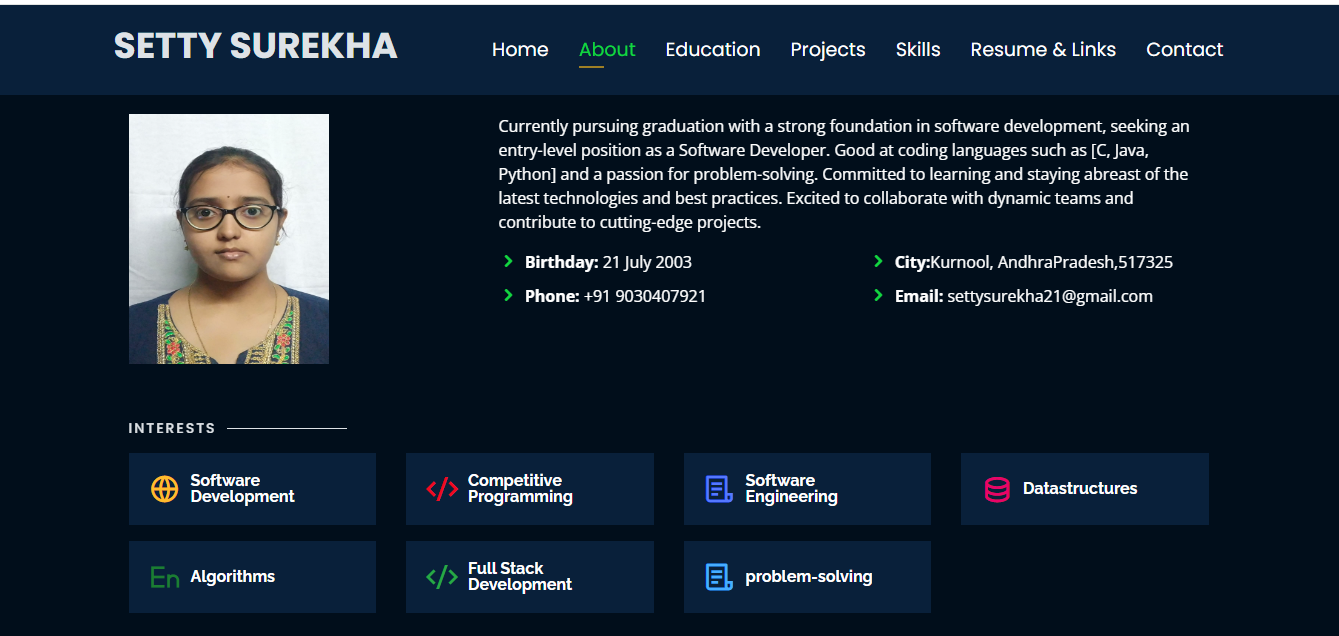 SETTY SUREKHA
Home About Education Projects Skills Resume & Links Contact
Currently pursuing graduation with a strong foundation in software development, seeking an
entry-level position as a Software Developer. Good at coding languages such as [C, Java,
Python] and a passion for problem-solving. Committed to learning and staying abreast of the
latest technologies and best practices. Excited to collaborate with dynamic teams and
contribute to cutting-edge projects.
Birthday: 21 July 2003
City:Kurnool, AndhraPradesh,517325
Phone: +91 9030407921
Email: settysurekha21@gmail.com
INTERESTS
Software
Development
</> Competitive
Programming
Software
Engineering
Datastructures
En Algorithms
</> Full Stack
Development
problem-solving